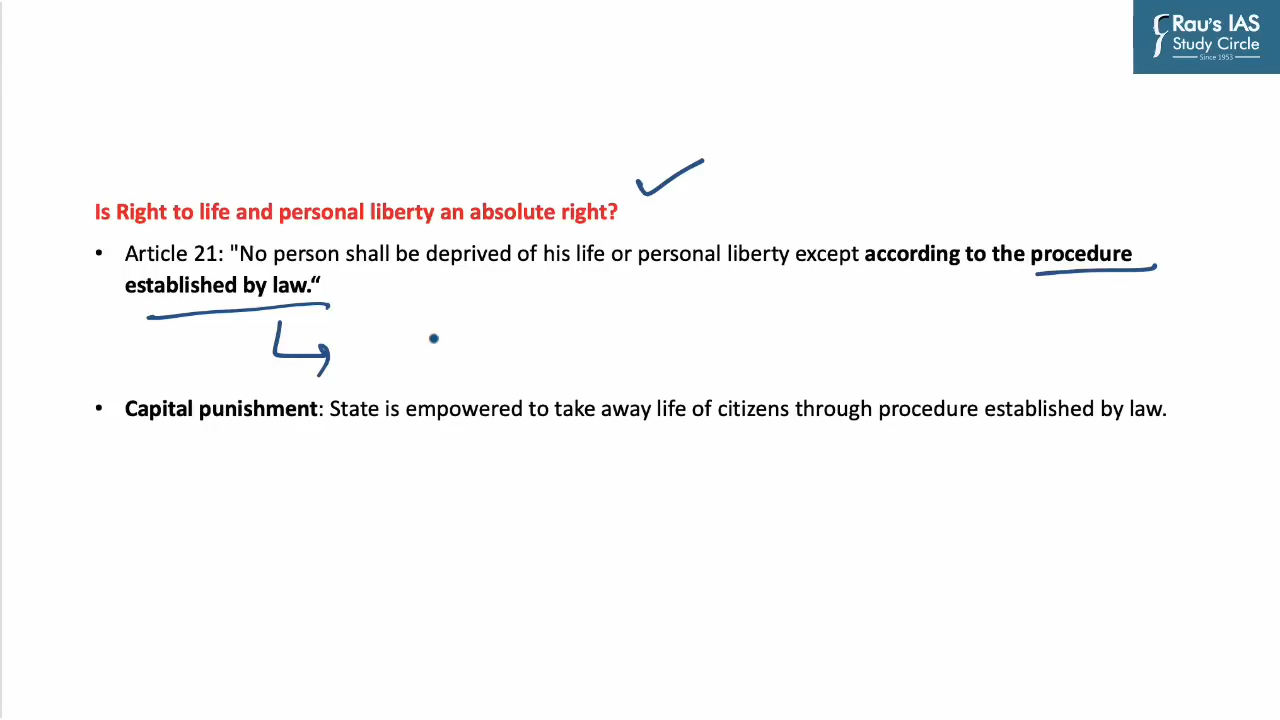 Rau's IAS
Study Circle
Since 1953
Is Right to life and personal liberty an absolute right?
• Article 21: "No person shall be deprived of his life or personal liberty except according to the procedure
established by law.“
• Capital punishment: State is empowered to take away life of citizens through procedure established by law.